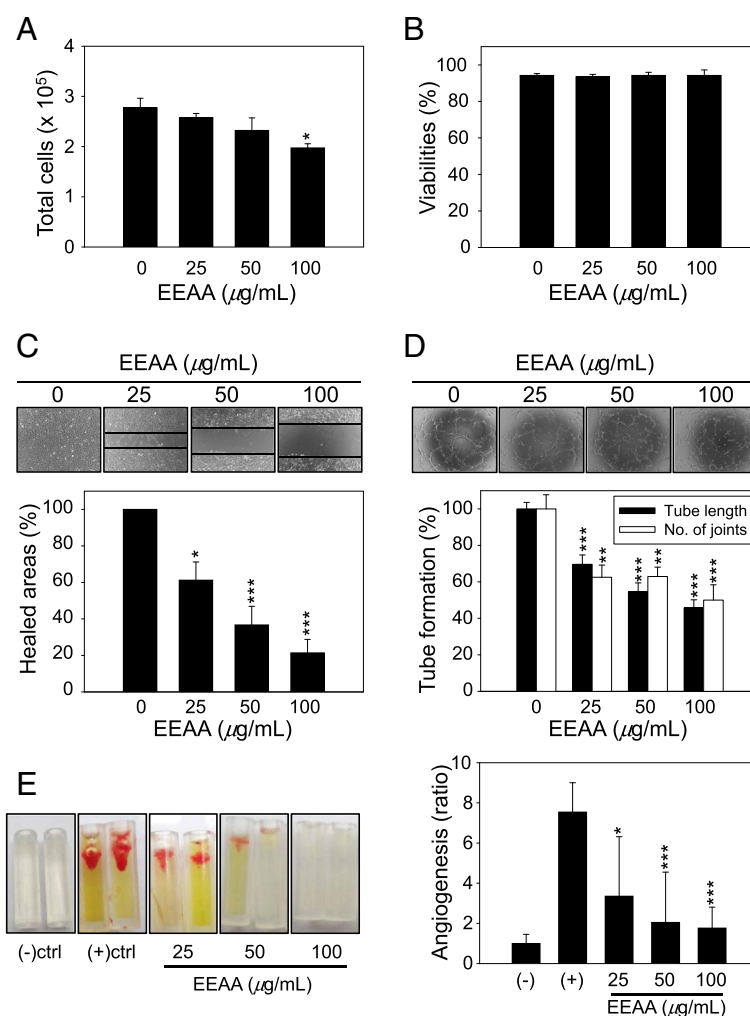 A
Total cells (x 10⁵)
4
3
2
1
0
*
0 25 50 100
EEAA (µg/mL)
B
Viabilities (%)
100
80
60
40
20
0
0 25 50 100
EEAA (µg/mL)
C
EEAA (µg/mL)
0 25 50 100
Healed areas (%)
100
80
60
40
20
0
* *** ***
0 25 50 100
EEAA (µg/mL)
D
EEAA (µg/mL)
0 25 50 100
Tube formation (%)
100
80
60
40
20
0
Tube length
No. of joints
*** ** *** ** *** ***
0 25 50 100
EEAA (µg/mL)
E
(-)ctrl (+)ctrl 25 50 100
EEAA (µg/mL)
Angiogenesis (ratio)
10
8
6
4
2
0
* *** ***
(-) (+) 25 50 100
EEAA (µg/mL)